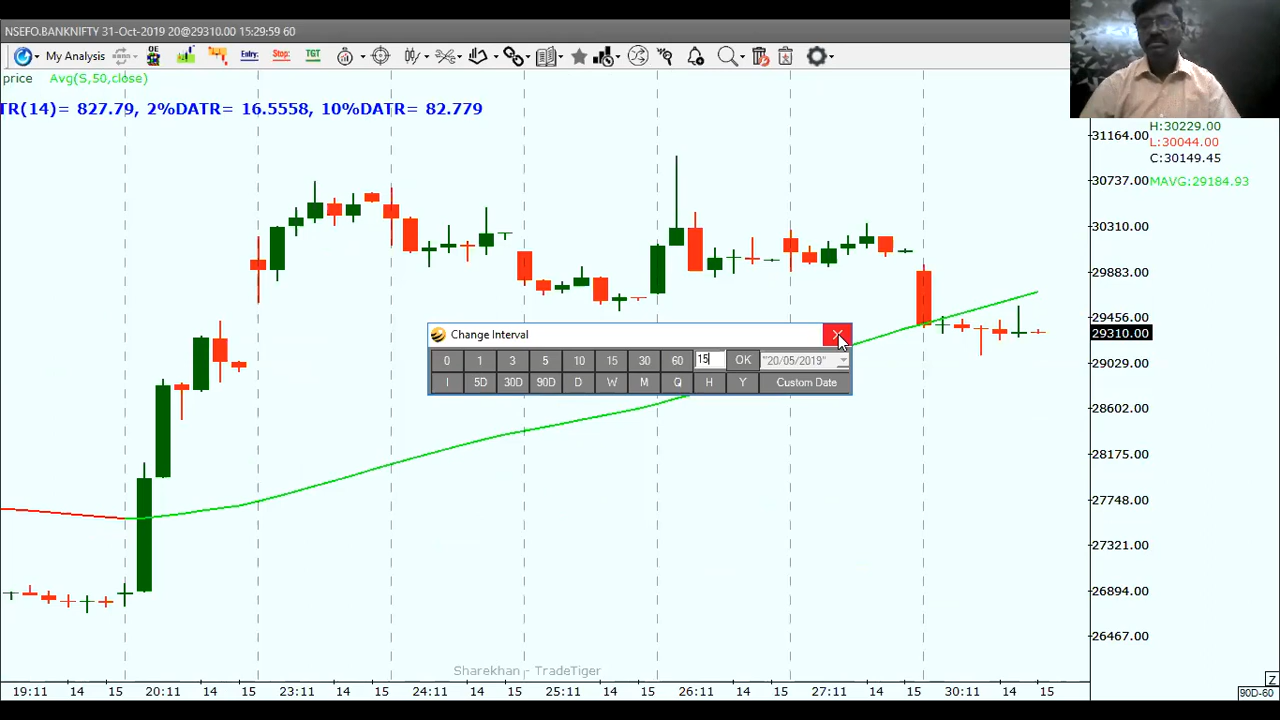 NSEFO.BANKNIFTY 31-Oct-2019 20@29310.00 15:29:59 60
My Analysis OE Entry: Stop: TGT
price Avg(S,50,close)
TR(14)= 827.79, 2%DATR= 16.5558, 10%DATR= 82.779
H:30229.00
L:30044.00
C:30149.45
MAVG:29184.93
31164.00
30737.00
30310.00
29883.00
29456.00
29310.00
29029.00
28602.00
28175.00
27748.00
27321.00
26894.00
26467.00
Change Interval
0 1 3 5 10 15 30 60 15 OK "20/05/2019"
I 5D 30D 90D D W M Q H Y Custom Date
Sharekhan - TradeTiger
19:11 14 15 20:11 14 15 23:11 14 15 24:11 14 15 25:11 14 15 26:11 14 15 27:11 14 15 30:11 14 15
Z
90D-60